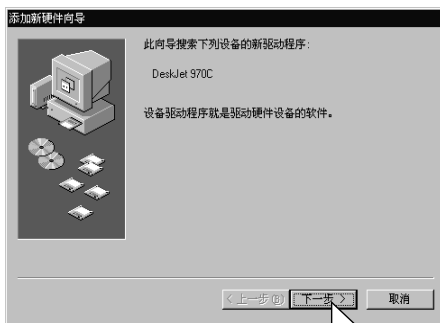 添加新硬件向导
此向导搜索下列设备的新驱动程序:
DeskJet 970C
设备驱动程序就是驱动硬件设备的软件。
< 上一步(B) 下一步 > 取消